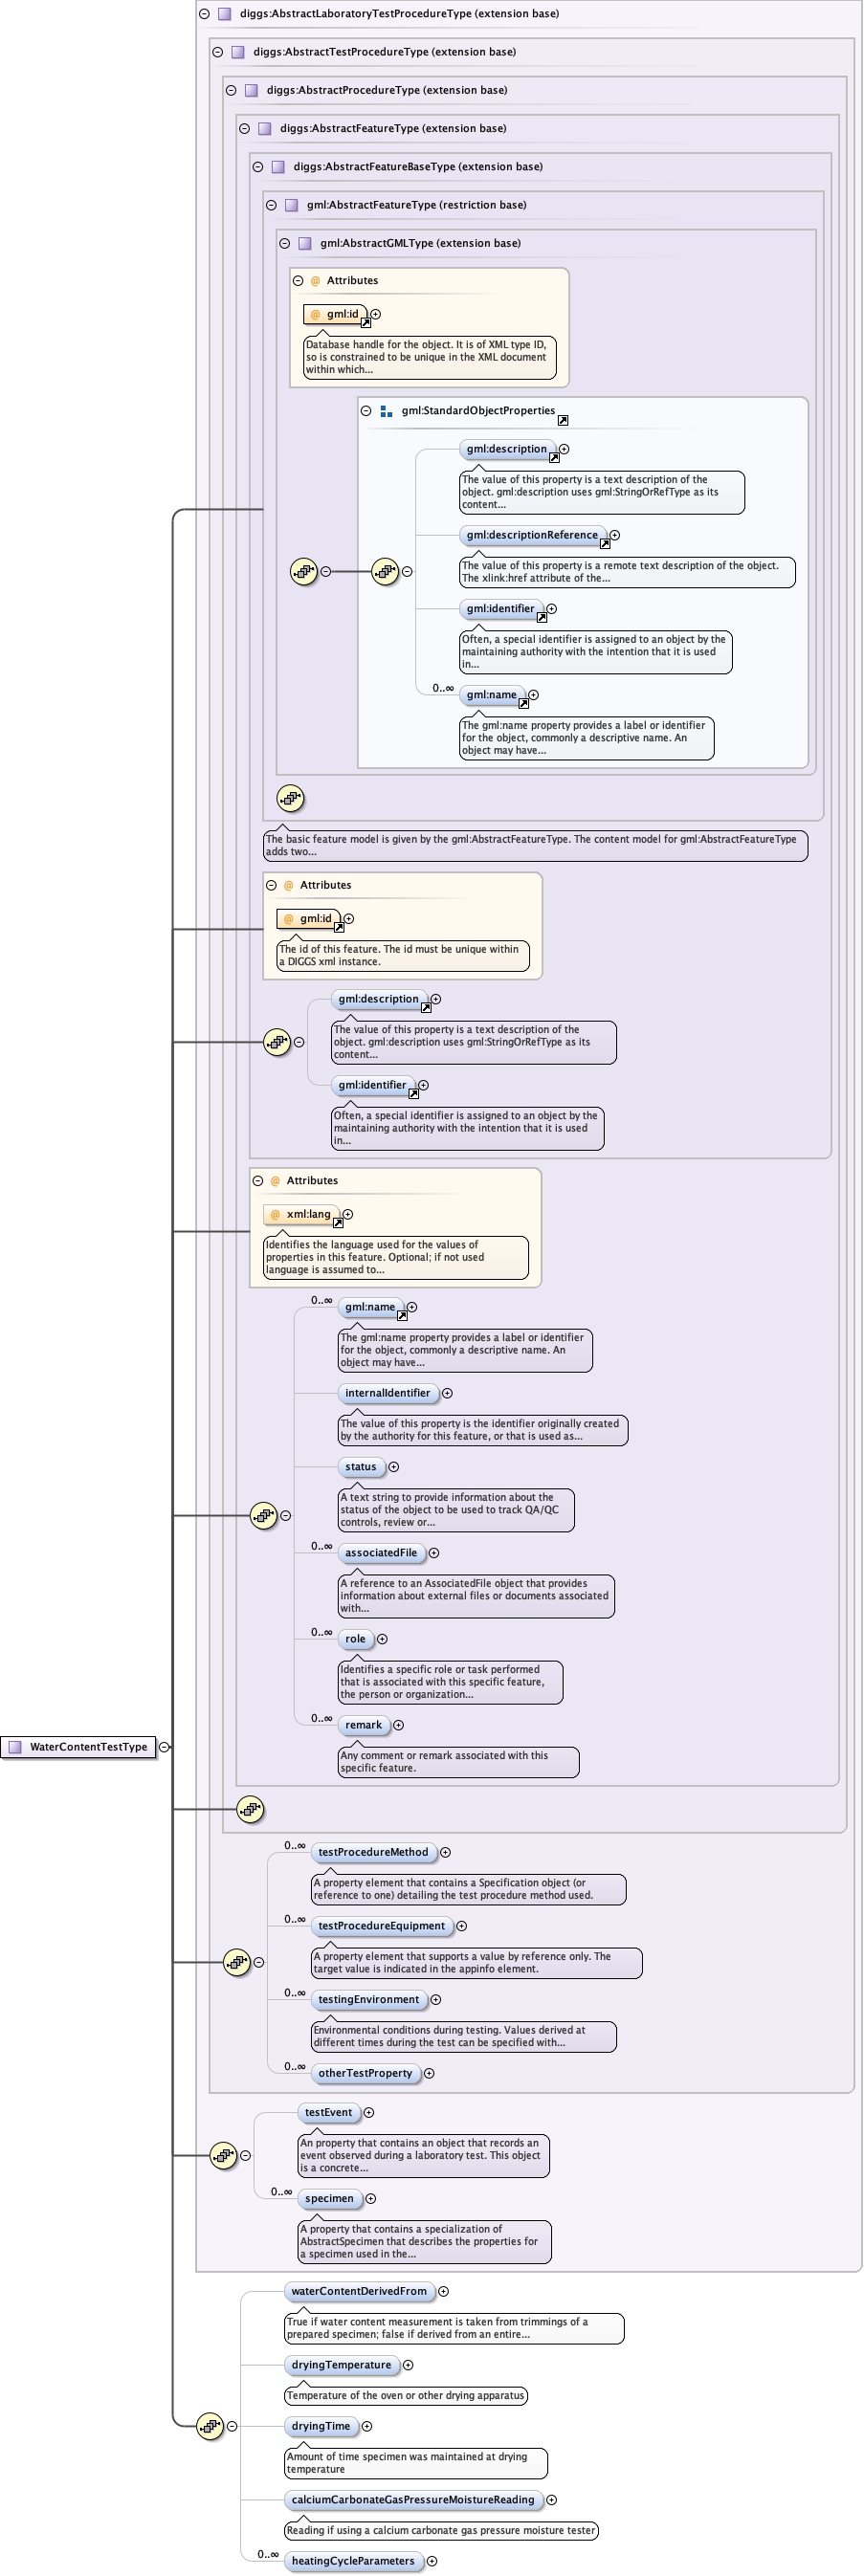 diggs:AbstractLaboratoryTestProcedureType (extension base)
diggs:AbstractTestProcedureType (extension base)
diggs:AbstractProcedureType (extension base)
diggs:AbstractFeatureType (extension base)
diggs:AbstractFeatureBaseType (extension base)
gml:AbstractFeatureType (restriction base)
gml:AbstractGMLType (extension base)
@ Attributes
@ gml:id
Database handle for the object. It is of XML type ID,
so is constrained to be unique in the XML document
within which...
gml:StandardObjectProperties
gml:description
The value of this property is a text description of the
object. gml:description uses gml:StringOrRefType as its
content...
gml:descriptionReference
The value of this property is a remote text description of the object.
The xlink:href attribute of the...
gml:identifier
Often, a special identifier is assigned to an object by the
maintaining authority with the intention that it is used
in...
0..∞ gml:name
The gml:name property provides a label or identifier
for the object, commonly a descriptive name. An
object may have...
The basic feature model is given by the gml:AbstractFeatureType. The content model for gml:AbstractFeatureType
adds two...
@ Attributes
@ gml:id
The id of this feature. The id must be unique within
a DIGGS xml instance.
gml:description
The value of this property is a text description of the
object. gml:description uses gml:StringOrRefType as its
content...
gml:identifier
Often, a special identifier is assigned to an object by the
maintaining authority with the intention that it is used
in...
@ Attributes
@ xml:lang
Identifies the language used for the values of
properties in this feature. Optional; if not used
language is assumed to...
0..∞ gml:name
The gml:name property provides a label or identifier
for the object, commonly a descriptive name. An
object may have...
internalIdentifier
The value of this property is the identifier originally created
by the authority for this feature, or that is used as...
status
A text string to provide information about the
status of the object to be used to track QA/QC
controls, review or...
0..∞ associatedFile
A reference to an AssociatedFile object that provides
information about external files or documents associated
with...
0..∞ role
Identifies a specific role or task performed
that is associated with this specific feature,
the person or organization...
0..∞ remark
Any comment or remark associated with this
specific feature.
WaterContentTestType
0..∞ testProcedureMethod
A property element that contains a Specification object (or
reference to one) detailing the test procedure method used.
0..∞ testProcedureEquipment
A property element that supports a value by reference only. The
target value is indicated in the appinfo element.
0..∞ testingEnvironment
Environmental conditions during testing. Values derived at
different times during the test can be specified with...
0..∞ otherTestProperty
testEvent
An property that contains an object that records an
event observed during a laboratory test. This object
is a concrete...
0..∞ specimen
A property that contains a specialization of
AbstractSpecimen that describes the properties for
a specimen used in the...
waterContentDerivedFrom
True if water content measurement is taken from trimmings of a
prepared specimen; false if derived from an entire...
dryingTemperature
Temperature of the oven or other drying apparatus
dryingTime
Amount of time specimen was maintained at drying
temperature
calciumCarbonateGasPressureMoistureReading
Reading if using a calcium carbonate gas pressure moisture tester
0..∞ heatingCycleParameters